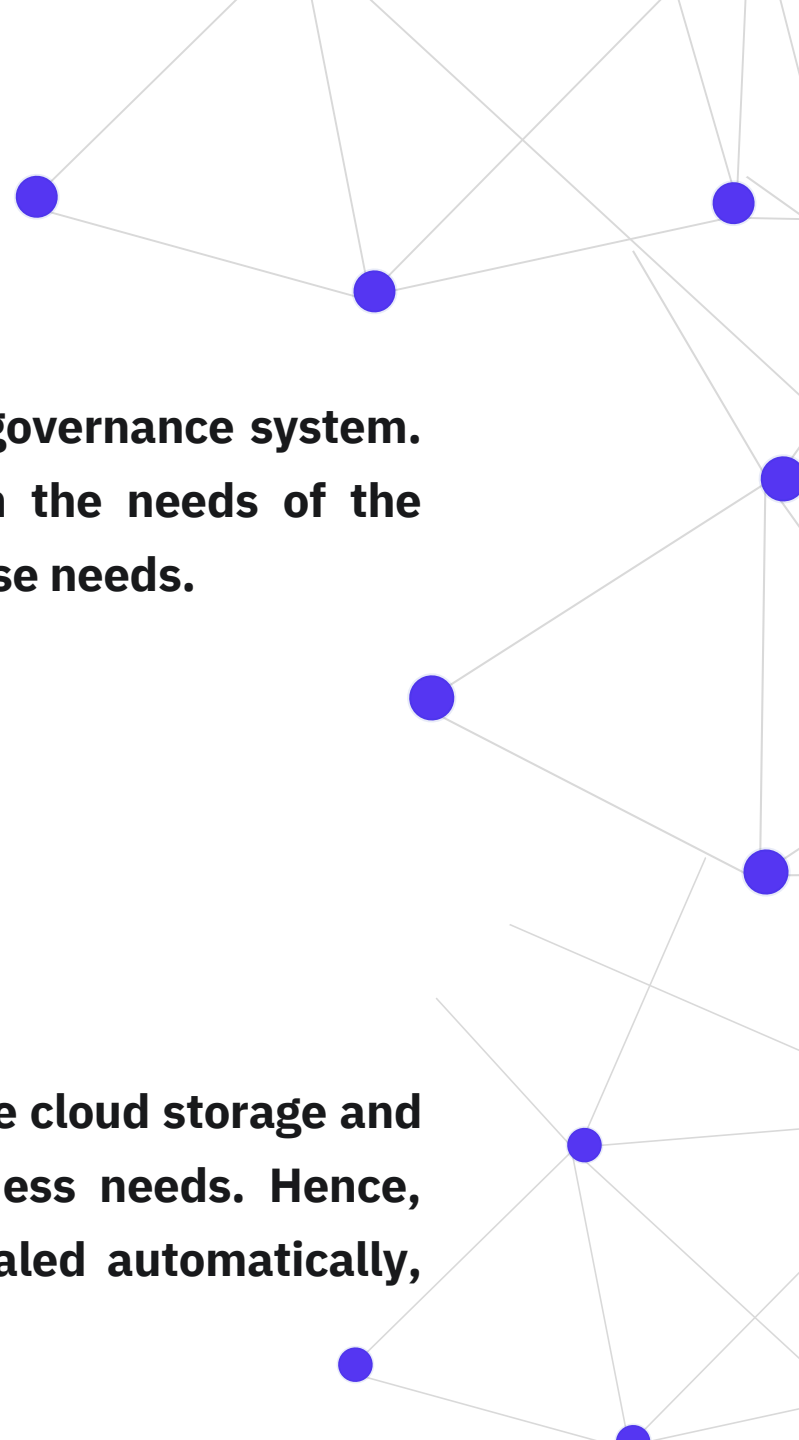 governance system.
the needs of the
se needs.
e cloud storage and
ess needs. Hence,
aled automatically,